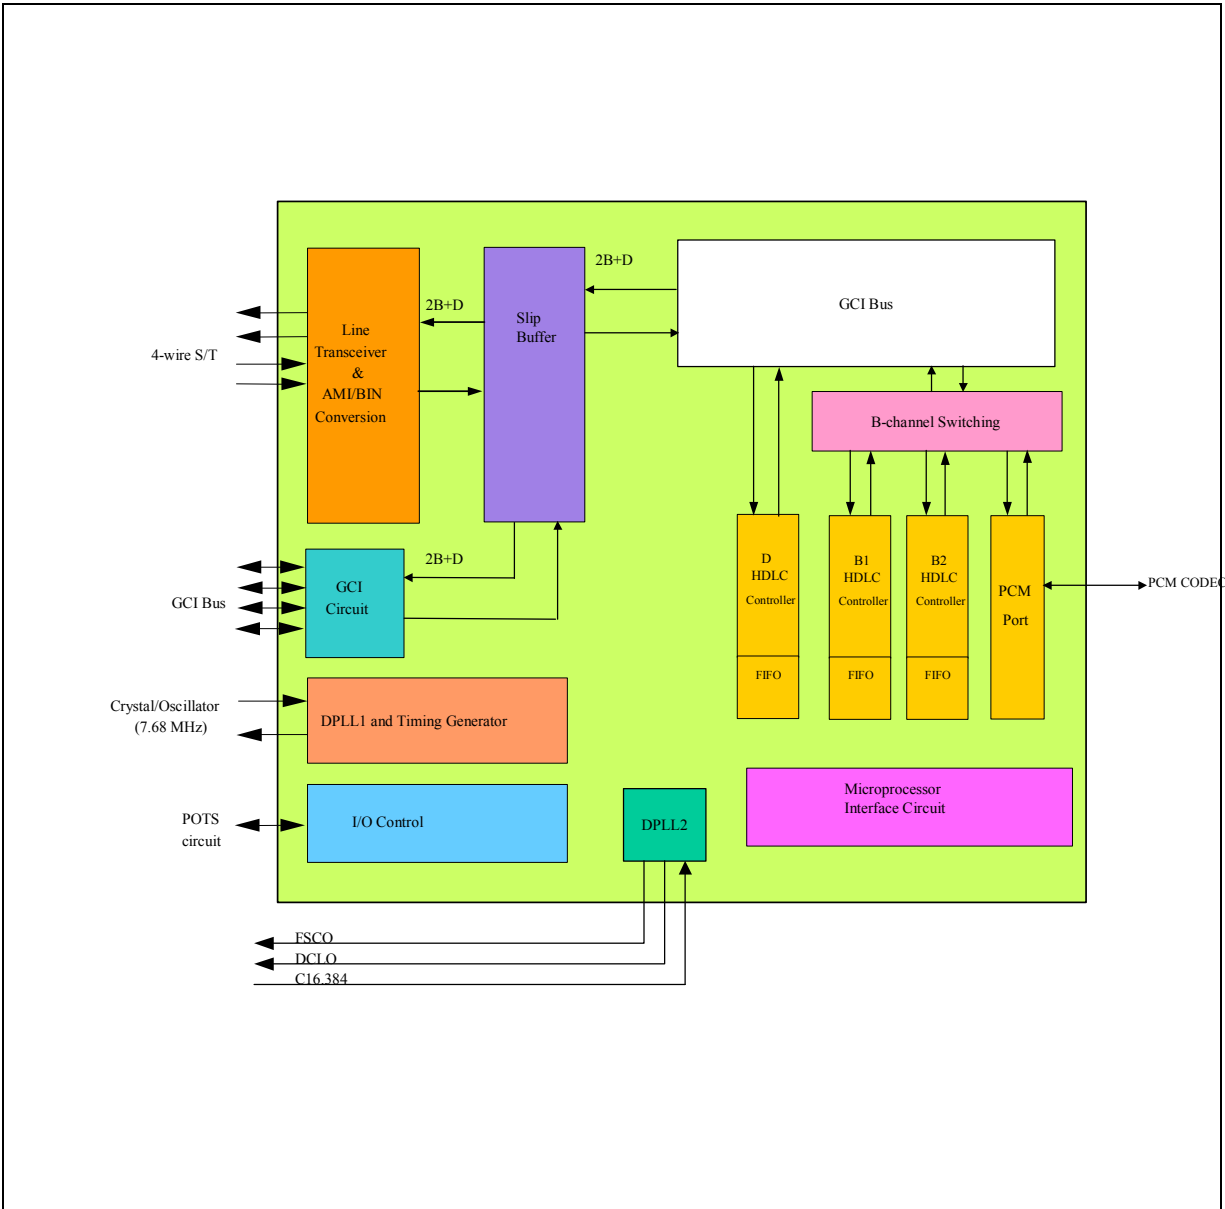 2B+D
GCI Bus
2B+D
Slip
Buffer
4-wire S/T
Line
Transceiver
&
AMI/BIN
Conversion
B-channel Switching
GCI Bus
GCI
Circuit
2B+D
D
HDLC
Controller
FIFO
B1
HDLC
Controller
FIFO
B2
HDLC
Controller
FIFO
PCM
Port
PCM CODEC
Crystal/Oscillator
(7.68 MHz)
DPLL1 and Timing Generator
POTS
circuit
I/O Control
DPLL2
Microprocessor
Interface Circuit
FSCO
DCLO
C16.384